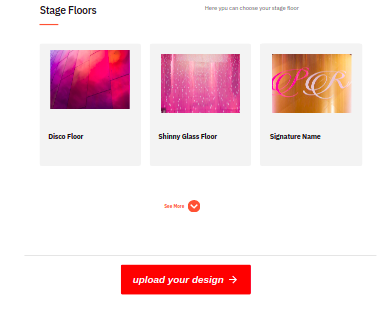 Stage Floors
Here you can choose your stage floor
Disco Floor
Shinny Glass Floor
Signature Name
See More
upload your design